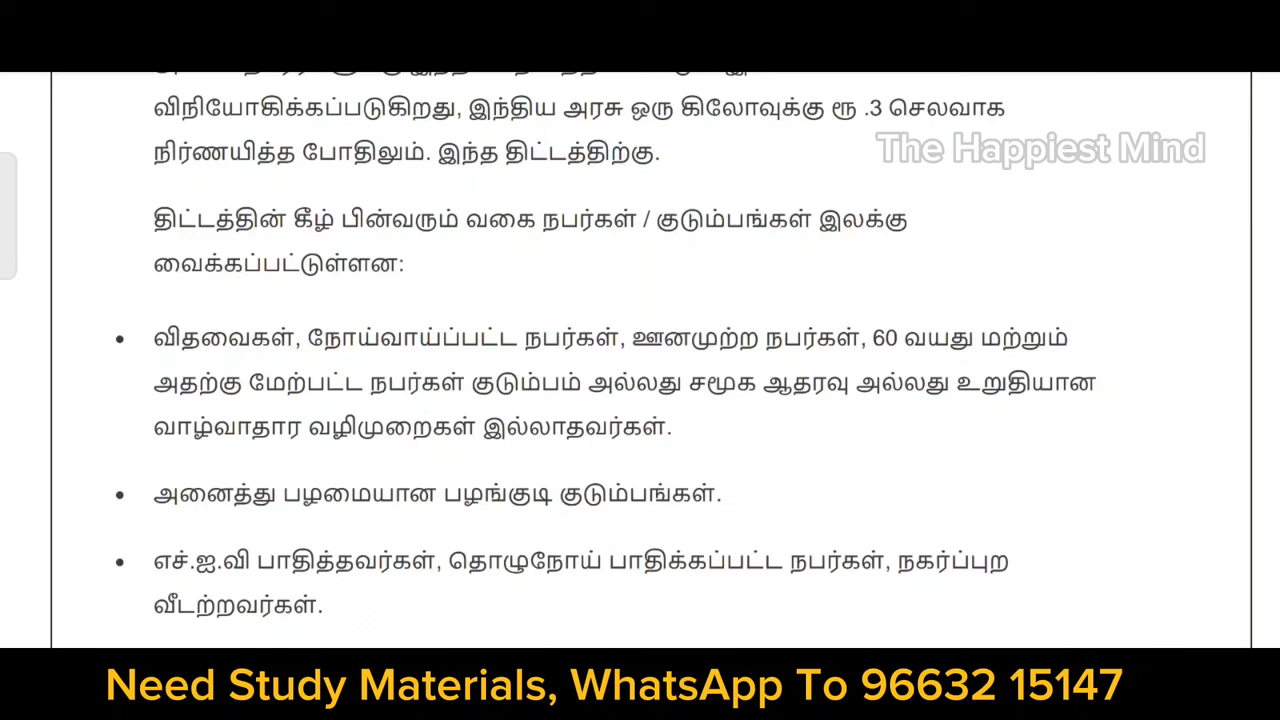 விநியோகிக்கப்படுகிறது, இந்திய அரசு ஒரு கிலோவுக்கு ரூ .3 செலவாக
நிர்ணயித்த போதிலும். இந்த திட்டத்திற்கு.
The Happiest Mind
திட்டத்தின் கீழ் பின்வரும் வகை நபர்கள் / குடும்பங்கள் இலக்கு
வைக்கப்பட்டுள்ளன:
• விதவைகள், நோய்வாய்ப்பட்ட நபர்கள், ஊனமுற்ற நபர்கள், 60 வயது மற்றும்
அதற்கு மேற்பட்ட நபர்கள் குடும்பம் அல்லது சமூக ஆதரவு அல்லது உறுதியான
வாழ்வாதார வழிமுறைகள் இல்லாதவர்கள்.
• அனைத்து பழமையான பழங்குடி குடும்பங்கள்.
• எச்.ஐ.வி பாதித்தவர்கள், தொழுநோய் பாதிக்கப்பட்ட நபர்கள், நகர்ப்புற
வீடற்றவர்கள்.
Need Study Materials, WhatsApp To 96632 15147